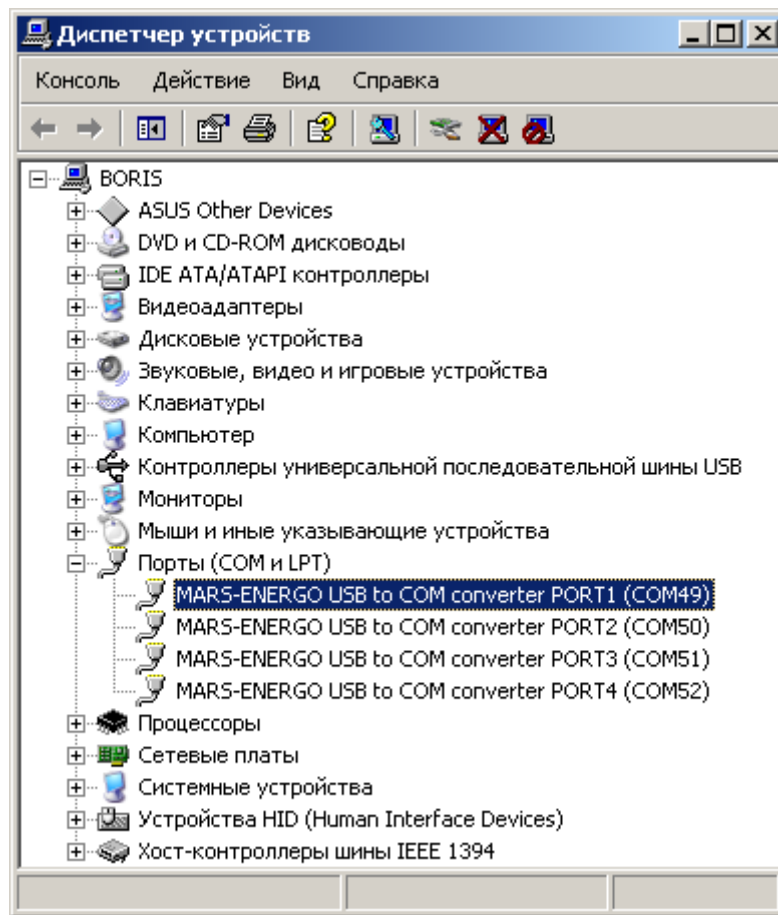 Диспетчер устройств
Консоль Действие Вид Справка
BORIS
ASUS Other Devices
DVD и CD-ROM дисководы
IDE ATA/ATAPI контроллеры
Видеоадаптеры
Дисковые устройства
Звуковые, видео и игровые устройства
Клавиатуры
Компьютер
Контроллеры универсальной последовательной шины USB
Мониторы
Мыши и иные указывающие устройства
Порты (COM и LPT)
MARS-ENERGO USB to COM converter PORT1 (COM49)
MARS-ENERGO USB to COM converter PORT2 (COM50)
MARS-ENERGO USB to COM converter PORT3 (COM51)
MARS-ENERGO USB to COM converter PORT4 (COM52)
Процессоры
Сетевые платы
Системные устройства
Устройства HID (Human Interface Devices)
Хост-контроллеры шины IEEE 1394